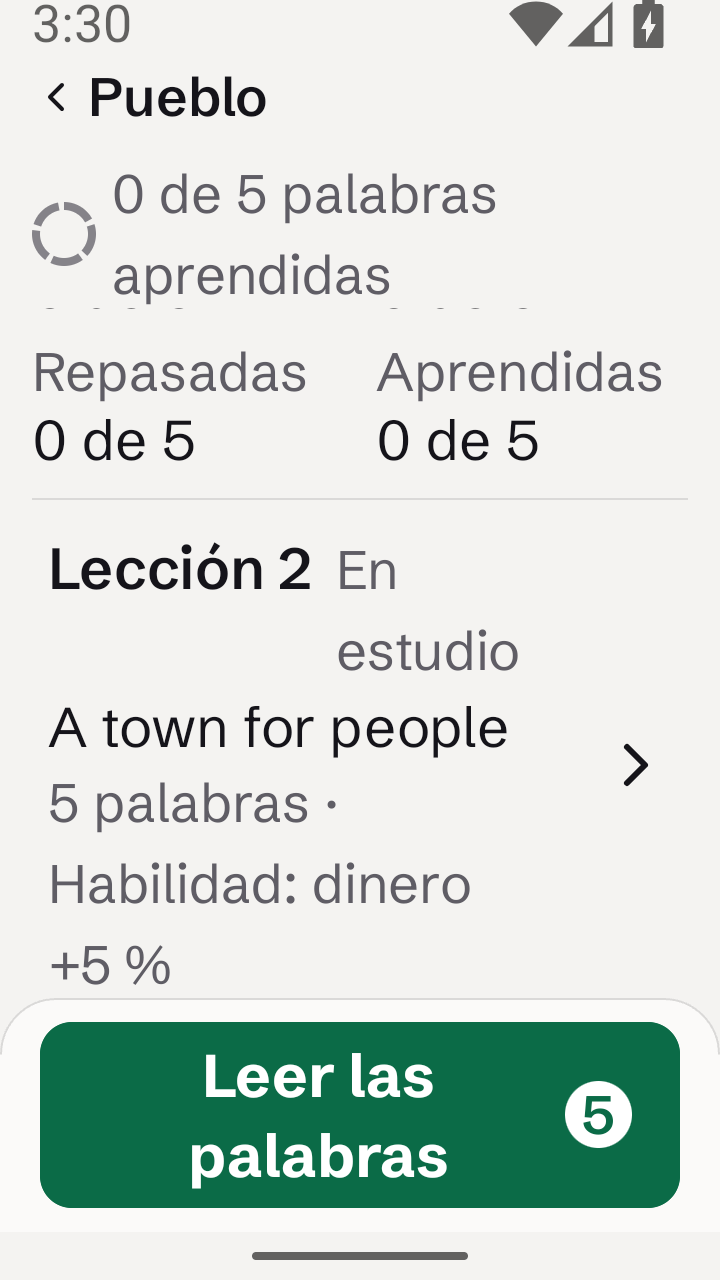 3:30
Pueblo
0 de 5 palabras
aprendidas
Repasadas Aprendidas
0 de 5 0 de 5
Lección 2 En
estudio
A town for people
5 palabras ·
Habilidad: dinero
+5 %
Leer las
palabras
5